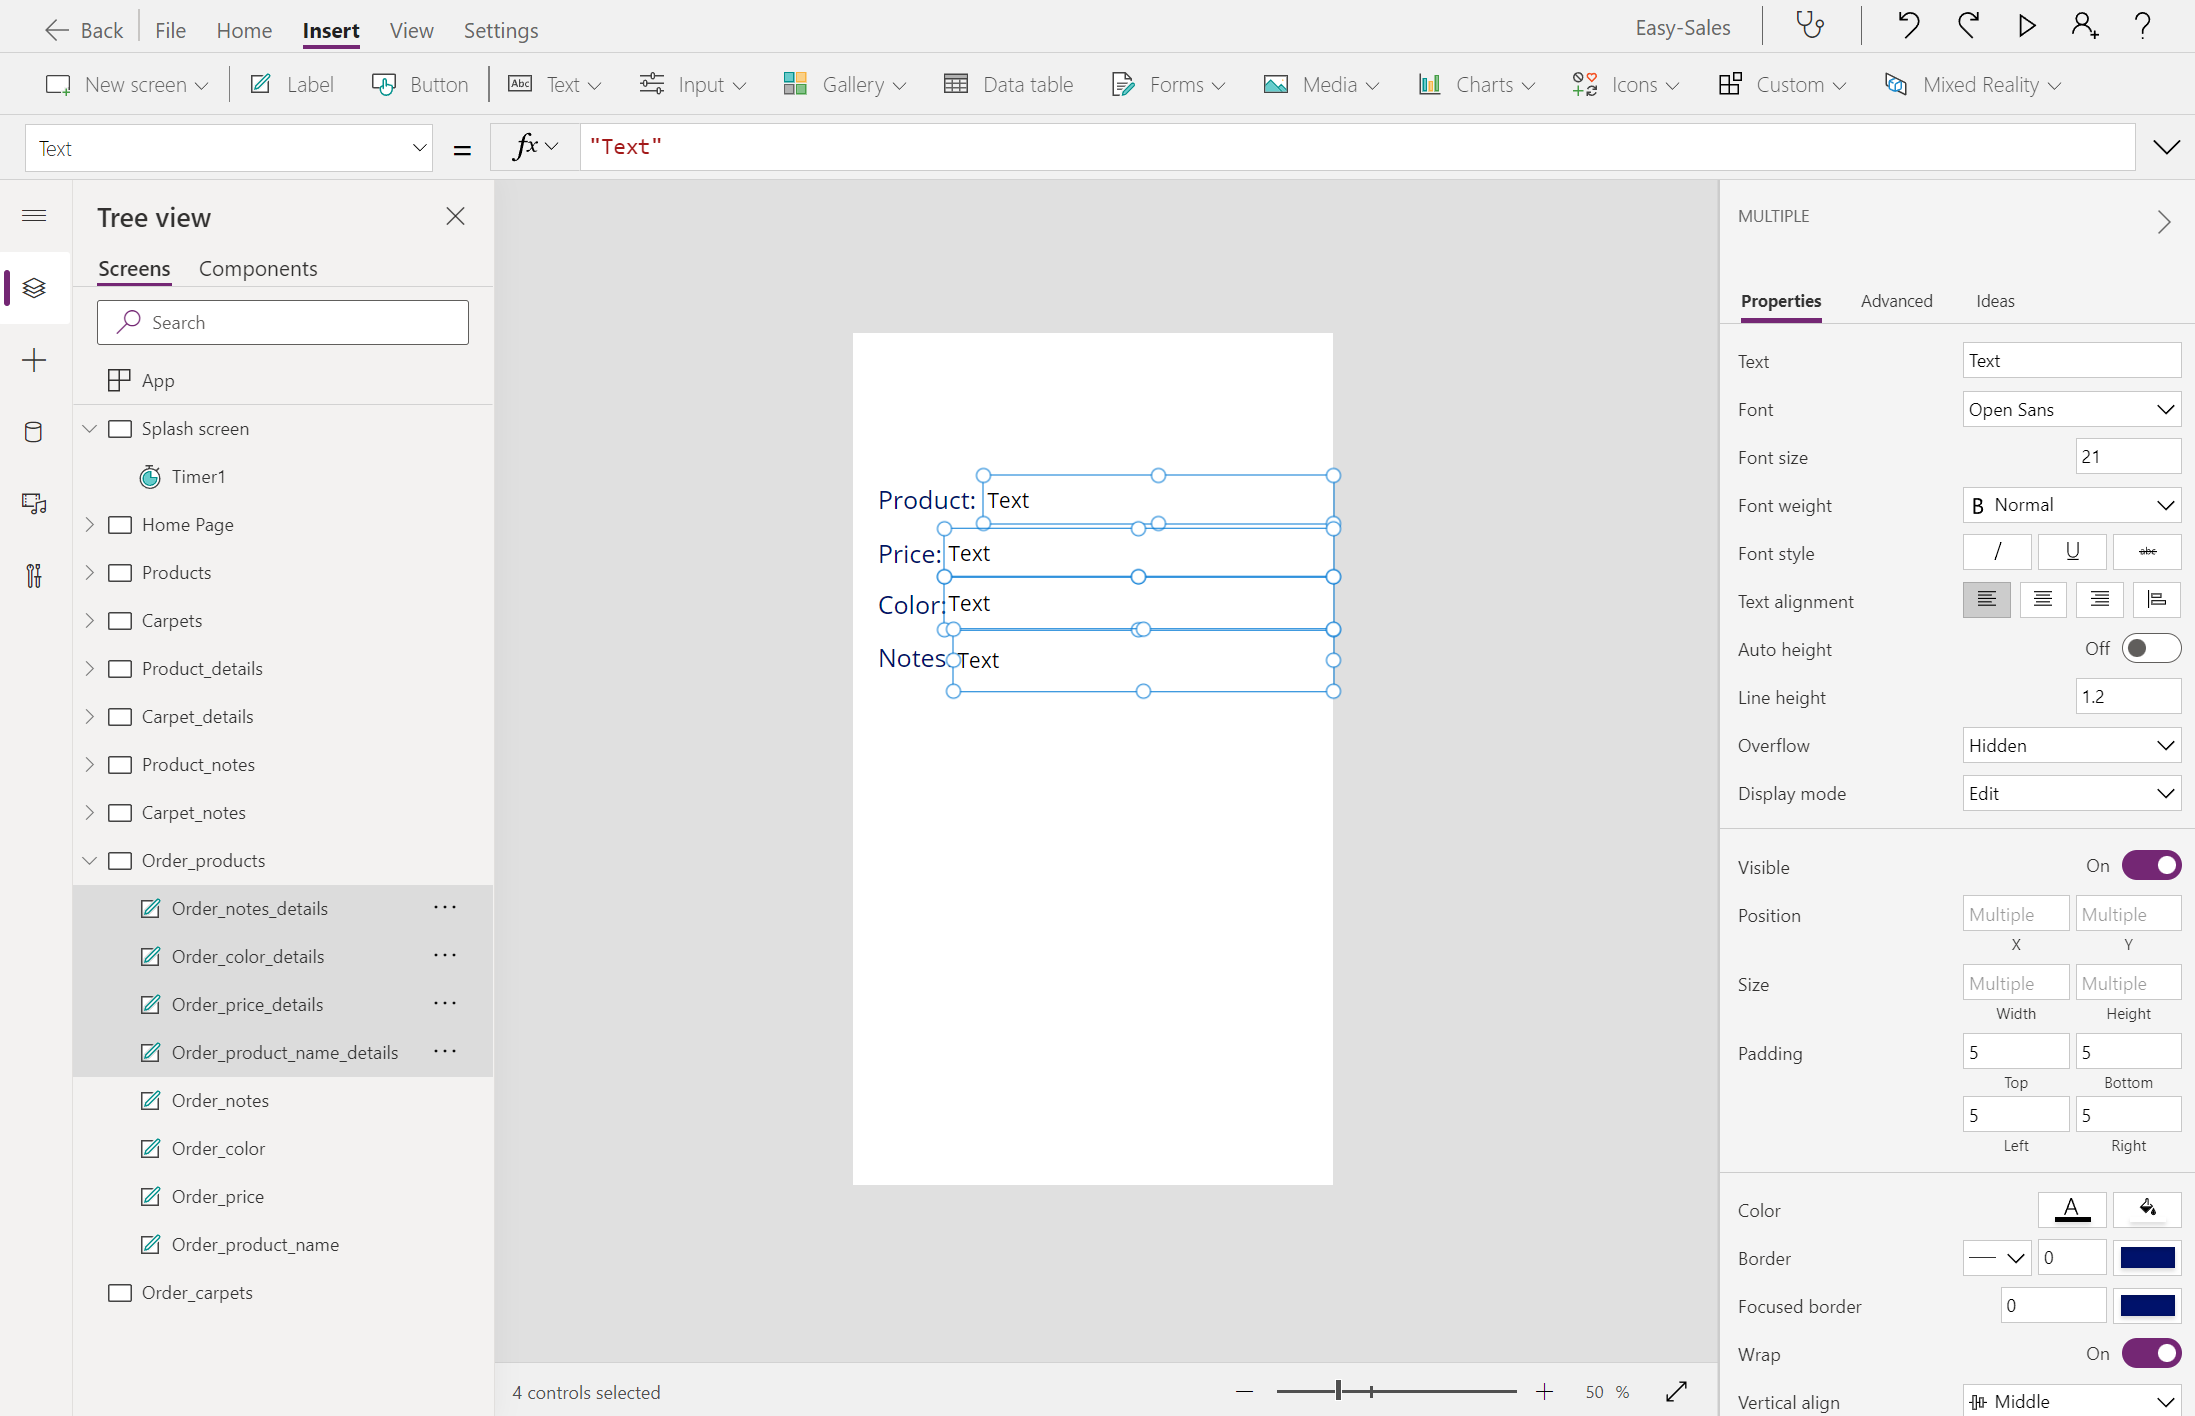 Back File Home Insert View Settings Easy-Sales
New screen Label Button Abc Text Input Gallery Data table Forms Media Charts Icons Custom Mixed Reality
Text = fx "Text"
Tree view
Screens Components
Search
App
Splash screen
Timer1
Home Page
Products
Carpets
Product_details
Carpet_details
Product_notes
Carpet_notes
Order_products
Order_notes_details ...
Order_color_details ...
Order_price_details ...
Order_product_name_details ...
Order_notes
Order_color
Order_price
Order_product_name
Order_carpets
Product: Text
Price: Text
Color: Text
Notes: Text
4 controls selected
50 %
MULTIPLE
Properties Advanced Ideas
Text Text
Font Open Sans
Font size 21
Font weight B Normal
Font style / U abc
Text alignment
Auto height Off
Line height 1.2
Overflow Hidden
Display mode Edit
Visible On
Position Multiple Multiple
X Y
Size Multiple Multiple
Width Height
Padding 5 5
Top Bottom
5 5
Left Right
Color A
Border 0
Focused border 0
Wrap On
Vertical align Middle